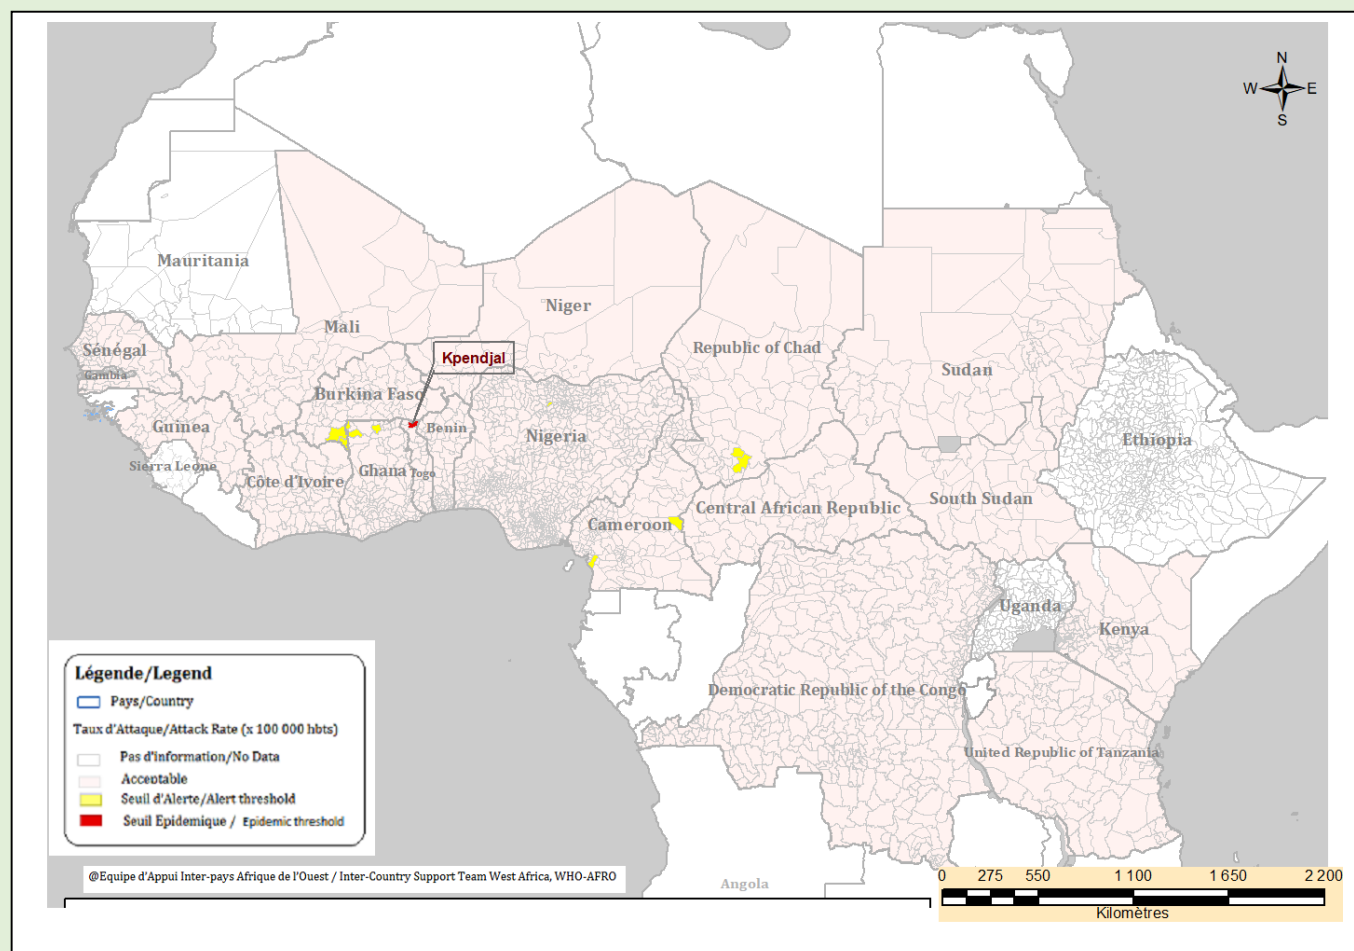 N
W E
S
Mauritania
Mali
Niger
Sénégal
Gambia
Kpendjal
Republic of Chad
Sudan
Burkina Faso
Guinea
Benin
Nigeria
Ethiopia
Sierra Leone
Côte d'Ivoire
Ghana
Togo
South Sudan
Central African Republic
Cameroon
Uganda
Kenya
Democratic Republic of the Congo
United Republic of Tanzania
Angola
Légende/Legend
Pays/Country
Taux d'Attaque/Attack Rate (x 100 000 hbts)
Pas d'information/No Data
Acceptable
Seuil d'Alerte/Alert threshold
Seuil Epidemique / Epidemic threshold
@Equipe d'Appui Inter-pays Afrique de l'Ouest / Inter-Country Support Team West Africa, WHO-AFRO
0 275 550 1 100 1 650 2 200
Kilomètres